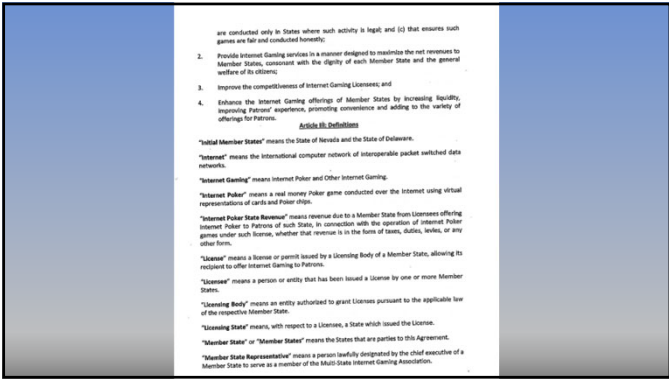 are conducted only in States where such activity is legal; and (c) that ensures such
games are fair and conducted honestly;
2. Provide Internet Gaming services in a manner designed to maximize the net revenues to
Member States, consonant with the dignity of each Member State and the general
welfare of its citizens;
3. Improve the competitiveness of Internet Gaming Licensees; and
4. Enhance the Internet Gaming offerings of Member States by increasing liquidity,
improving Patrons' experience, promoting convenience and adding to the variety of
offerings for Patrons.
Article III: Definitions
"Initial Member States" means the State of Nevada and the State of Delaware.
"Internet" means the international computer network of interoperable packet switched data
networks.
"Internet Gaming" means Internet Poker and Other Internet Gaming.
"Internet Poker" means a real money Poker game conducted over the Internet using virtual
representations of cards and Poker chips.
"Internet Poker State Revenue" means revenue due to a Member State from Licensees offering
Internet Poker to Patrons of such State, in connection with the operation of Internet Poker
games under such license, whether that revenue is in the form of taxes, duties, levies, or any
other form.
"License" means a license or permit issued by a Licensing Body of a Member State, allowing its
recipient to offer Internet Gaming to Patrons.
"Licensee" means a person or entity that has been issued a License by one or more Member
States.
"Licensing Body" means an entity authorized to grant Licenses pursuant to the applicable law
of the respective Member State.
"Licensing State" means, with respect to a Licensee, a State which issued the License.
"Member State" or "Member States" means the States that are parties to this Agreement.
"Member State Representative" means a person lawfully designated by the chief executive of a
Member State to serve as a member of the Multi-State Internet Gaming Association.